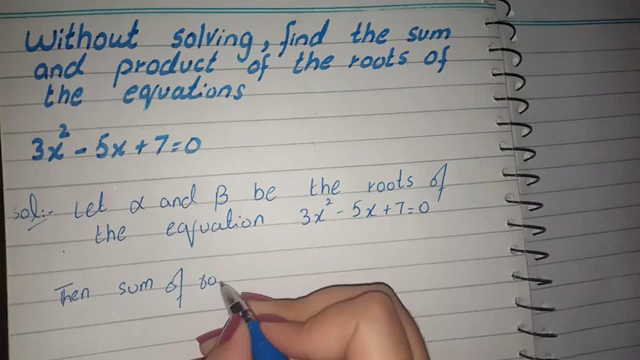 Without solving, find the sum
and product of the roots of
the equations
3x² - 5x + 7 = 0
Sol:- Let α and β be the roots of
the equation 3x² - 5x + 7 = 0
Then sum of roo